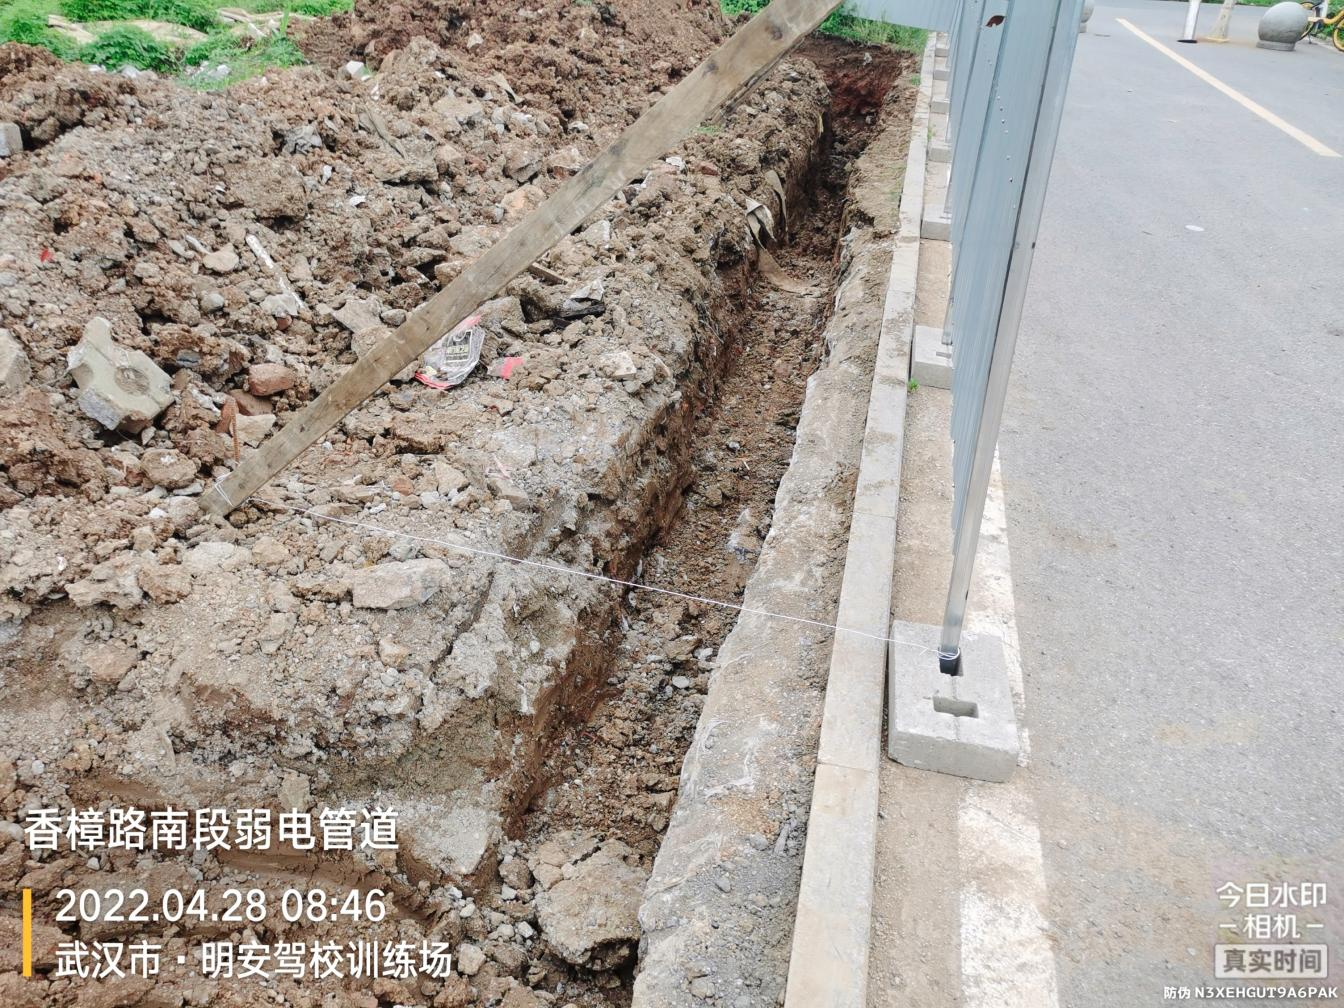 香樟路南段弱电管道
2022.04.28 08:46
武汉市·明安驾校训练场
今日水印
相机
真实时间
防伪 N3XEHGUT9A6PAK